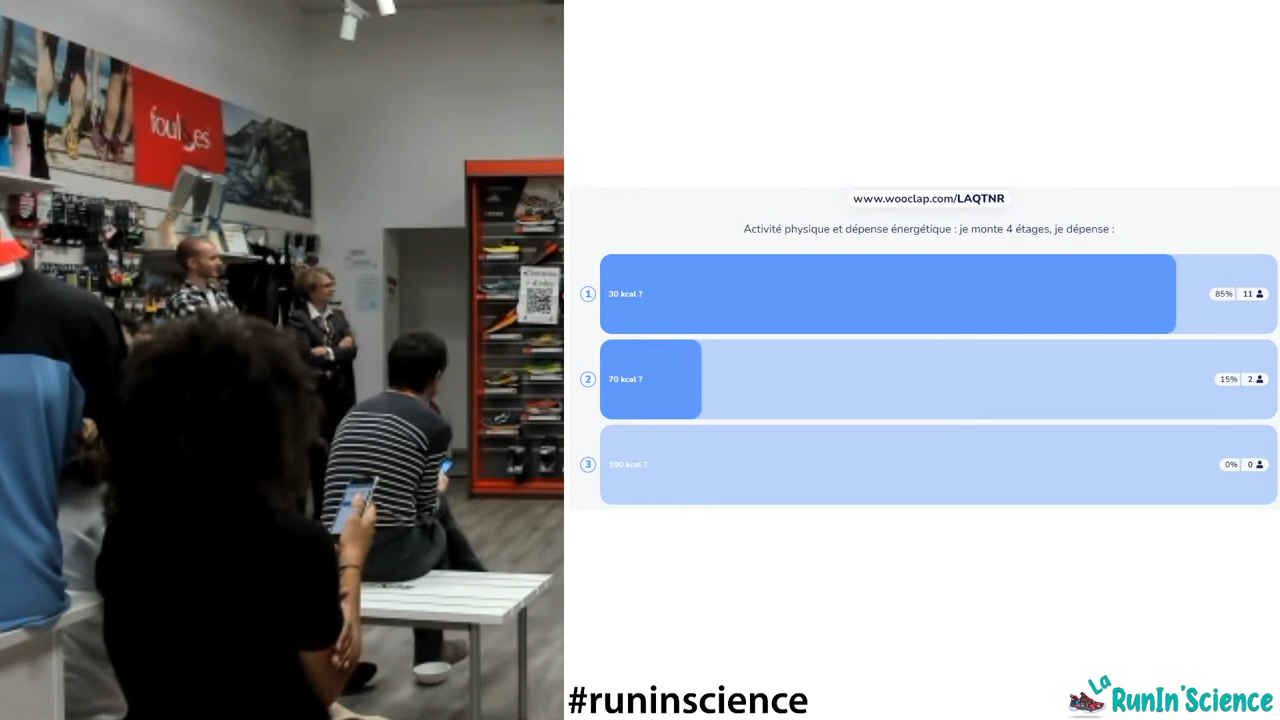 foulées
www.wooclap.com/LAQTNR
Activité physique et dépense énergétique : je monte 4 étages, je dépense :
1
30 kcal ?
85%
11
2
70 kcal ?
15%
2
3
100 kcal ?
0%
0
#runinscience
La
RunIn'Science